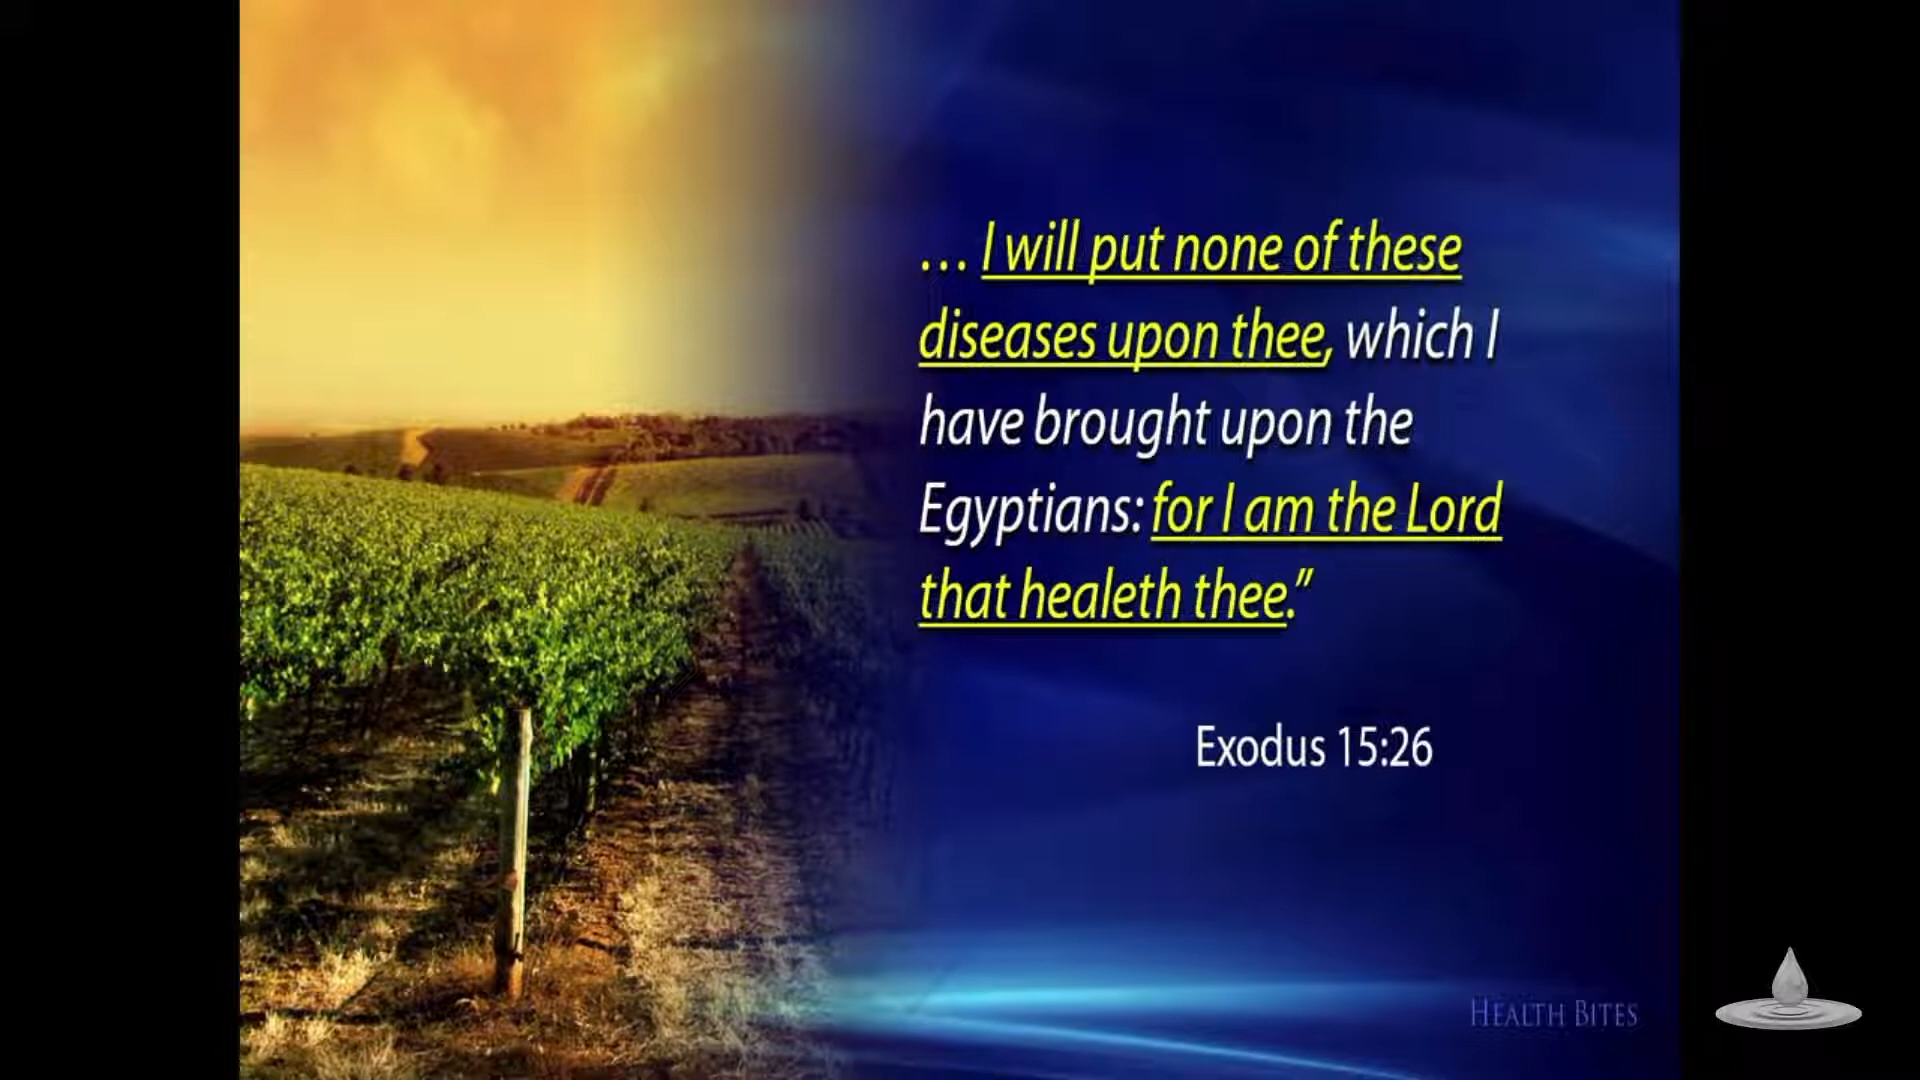 … I will put none of these
diseases upon thee, which I
have brought upon the
Egyptians: for I am the Lord
that healeth thee.”
Exodus 15:26
HEALTH BITES